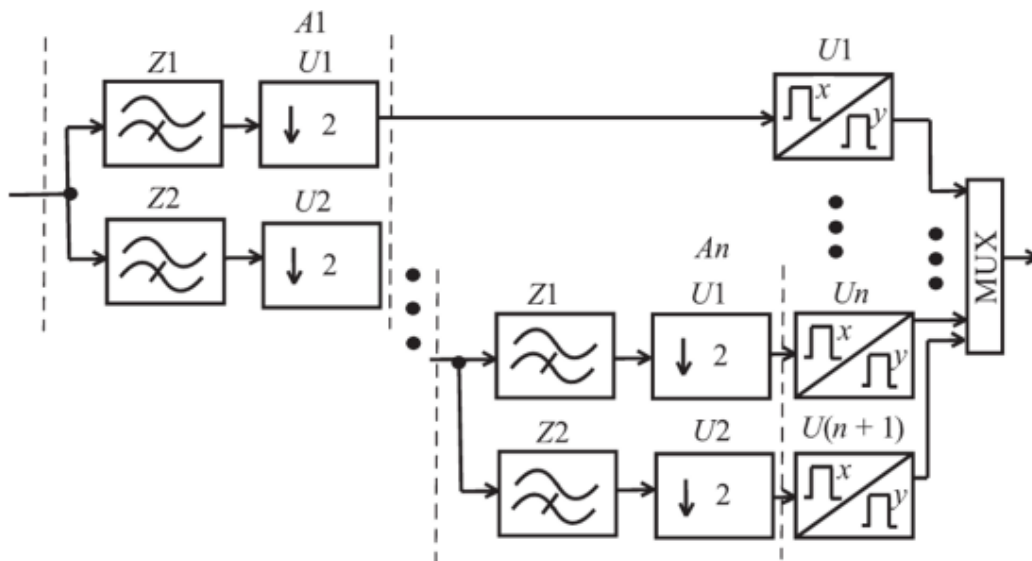 A1
Z1 U1 U1
↓ 2
x
y
Z2 U2
↓ 2
MUX
An
Z1 U1 Un
↓ 2
x
y
Z2 U2 U(n + 1)
↓ 2
x
y